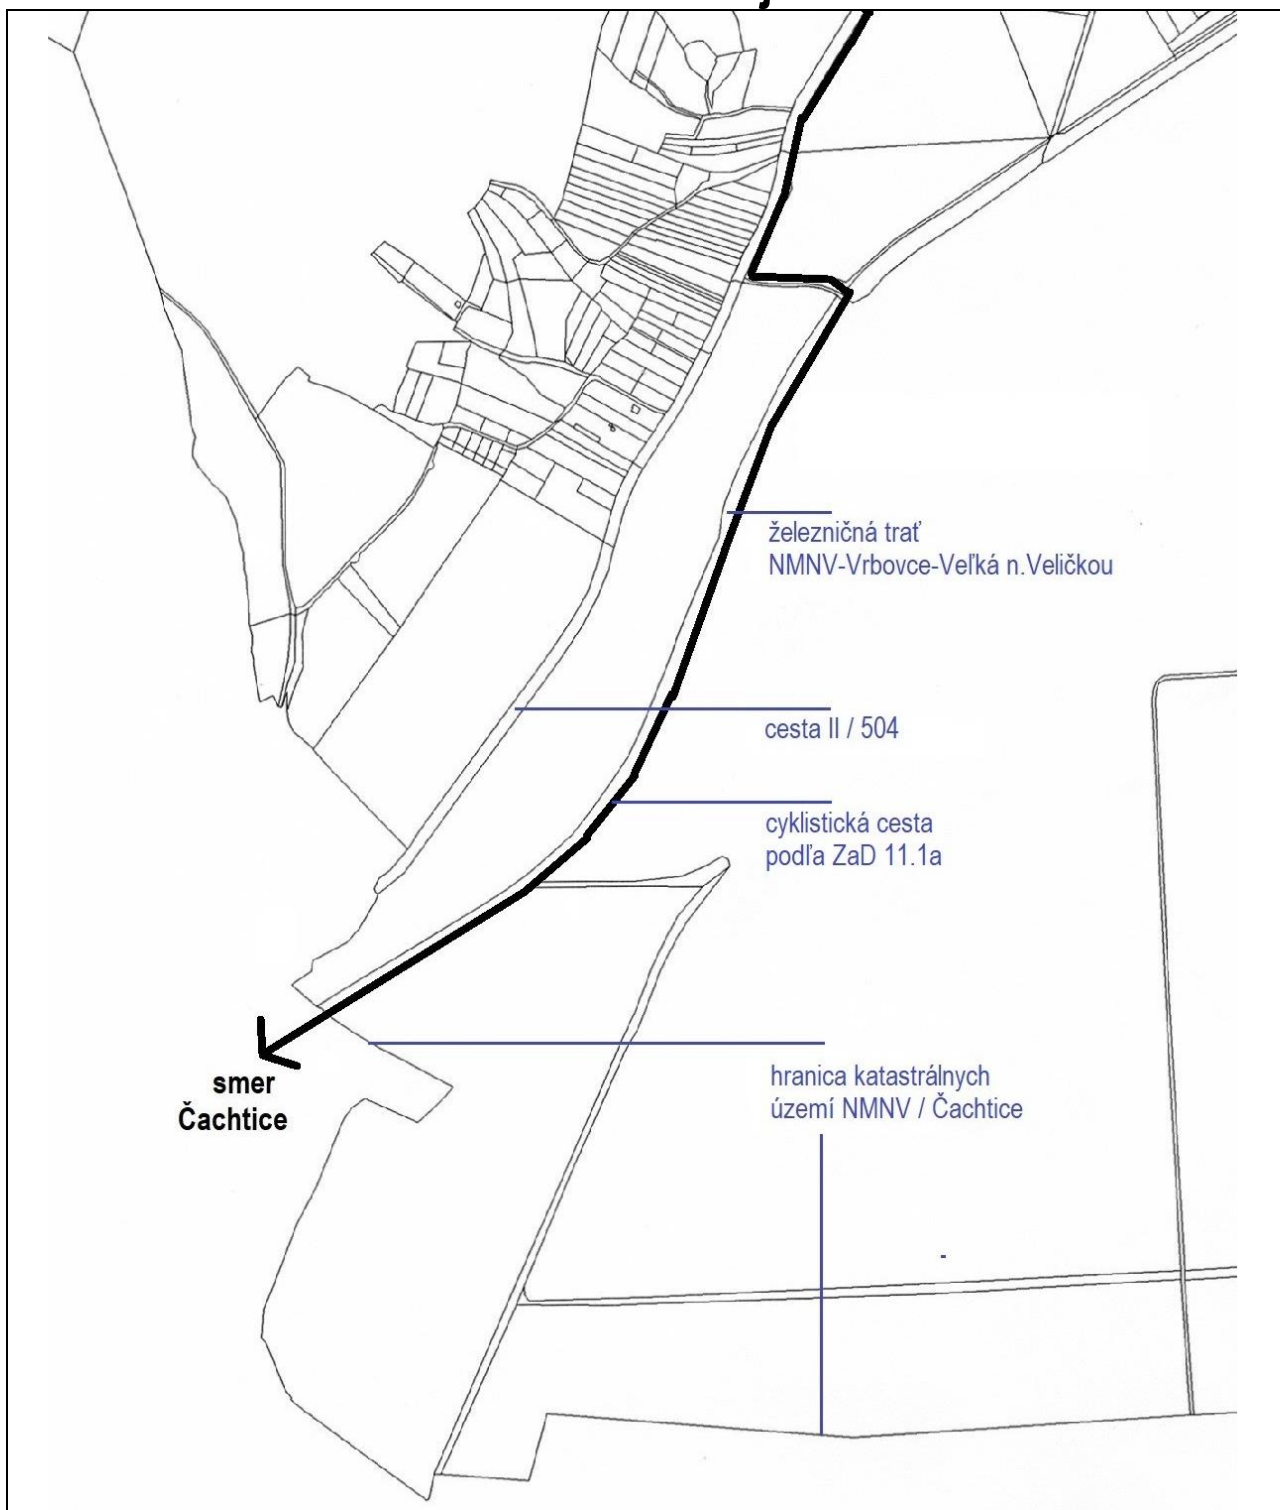 železničná trať
NMNV-Vrbovce-Veľká n.Veličkou
cesta II / 504
cyklistická cesta
podľa ZaD 11.1a
smer
Čachtice
hranica katastrálnych
území NMNV / Čachtice